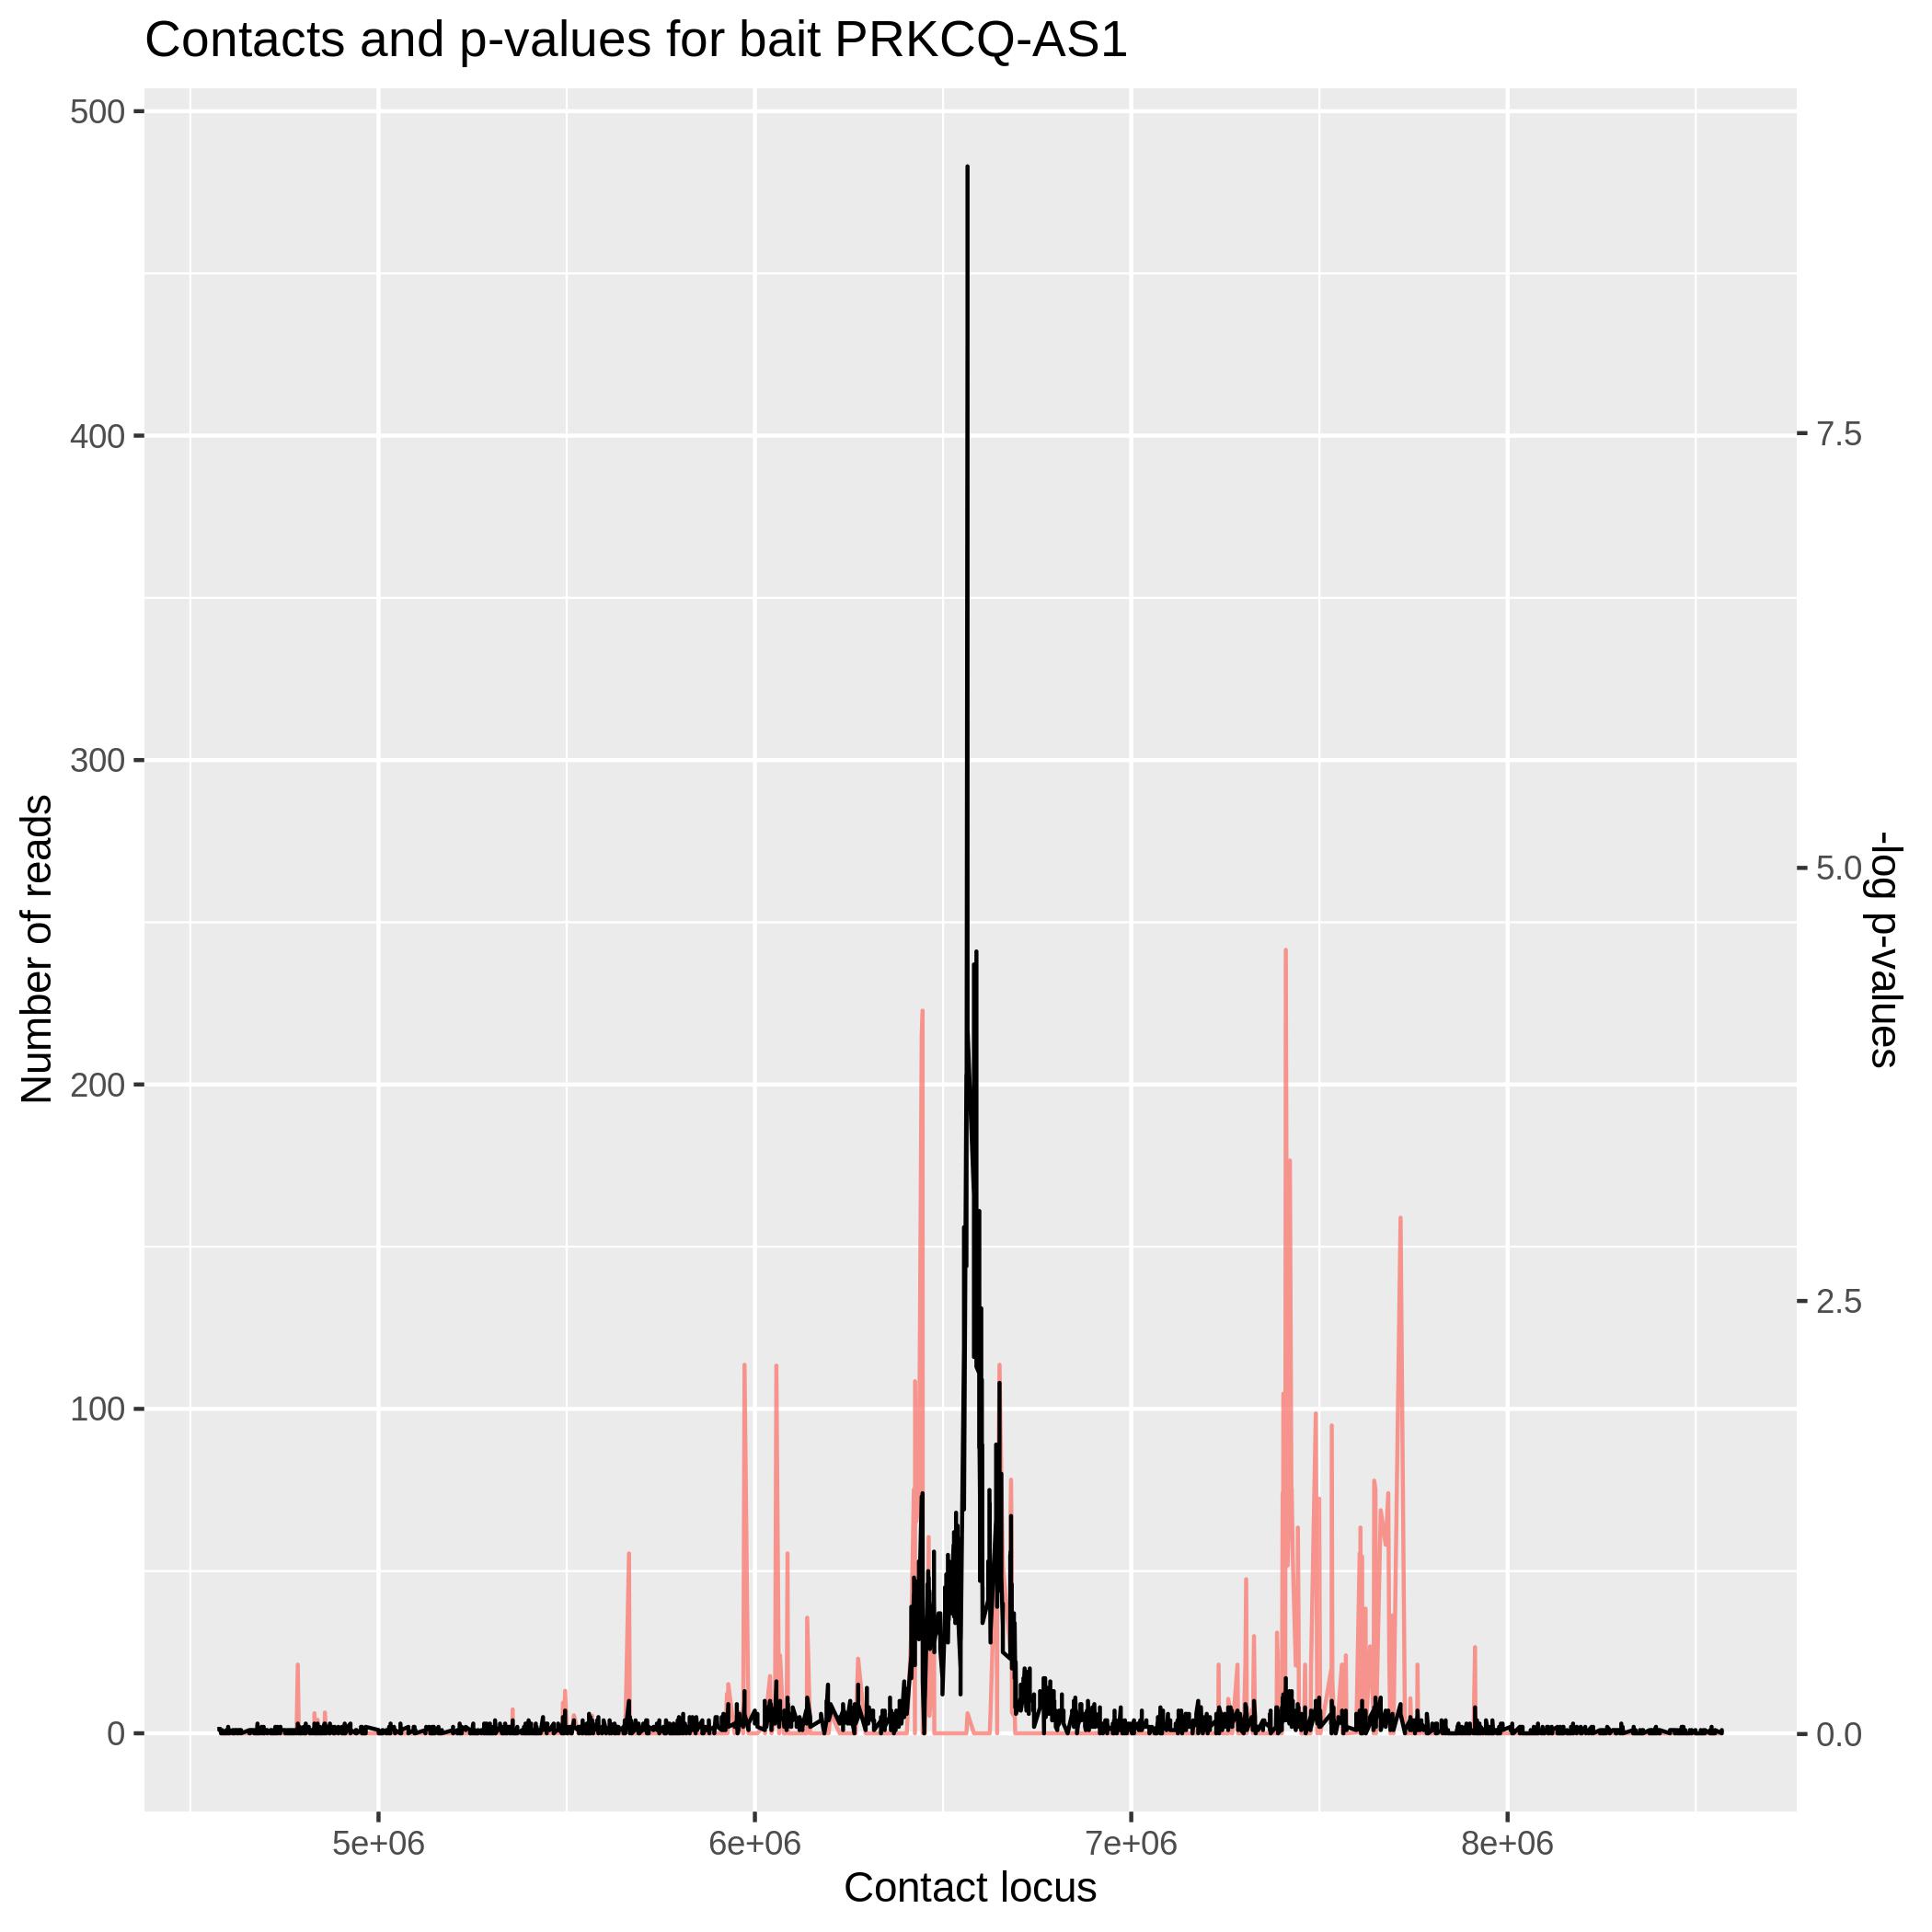 Contacts and p-values for bait PRKCQ-AS1
500
400
300
200
100
0
Number of reads
7.5
5.0
2.5
0.0
-log p-values
5e+06
6e+06
7e+06
8e+06
Contact locus